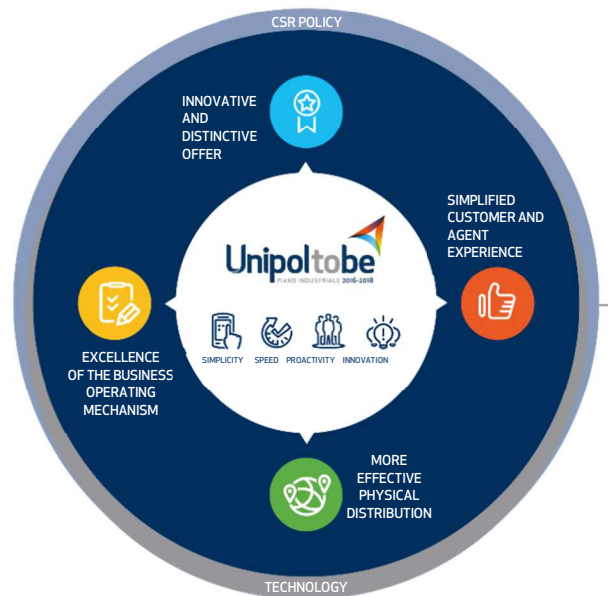 CSR POLICY
INNOVATIVE
AND
DISTINCTIVE
OFFER
SIMPLIFIED
CUSTOMER AND
AGENT
EXPERIENCE
Unipoltobe
PIANO INDUSTRIALE 2016-2018
SIMPLICITY SPEED PROACTIVITY INNOVATION
EXCELLENCE
OF THE BUSINESS
OPERATING
MECHANISM
MORE
EFFECTIVE
PHYSICAL
DISTRIBUTION
TECHNOLOGY